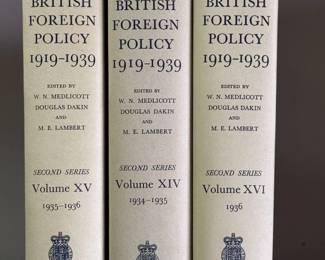 BRITISH
FOREIGN
POLICY
1919-1939
EDITED BY
W. N. MEDLICOTT
DOUGLAS DAKIN
AND
M. E. LAMBERT
SECOND SERIES
Volume XV
1935-1936
BRITISH
FOREIGN
POLICY
1919-1939
EDITED BY
W. N. MEDLICOTT
DOUGLAS DAKIN
AND
M. E. LAMBERT
SECOND SERIES
Volume XIV
1934-1935
BRITISH
FOREIGN
POLICY
1919-1939
EDITED BY
W. N. MEDLICOTT
DOUGLAS DAKIN
AND
M. E. LAMBERT
SECOND SERIES
Volume XVI
1936